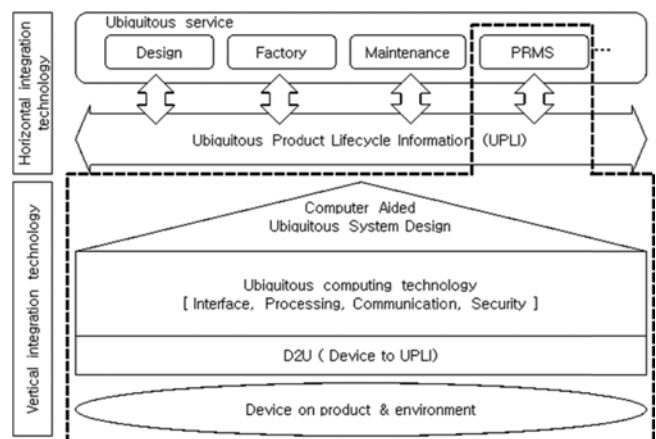 Horizontal integration
technology
Ubiquitous service
Design
Factory
Maintenance
PRMS
...
Ubiquitous Product Lifecycle Information (UPLI)
Vertical integration technology
Computer Aided
Ubiquitous System Design
Ubiquitous computing technology
[ Interface, Processing, Communication, Security ]
D2U ( Device to UPLI)
Device on product & environment